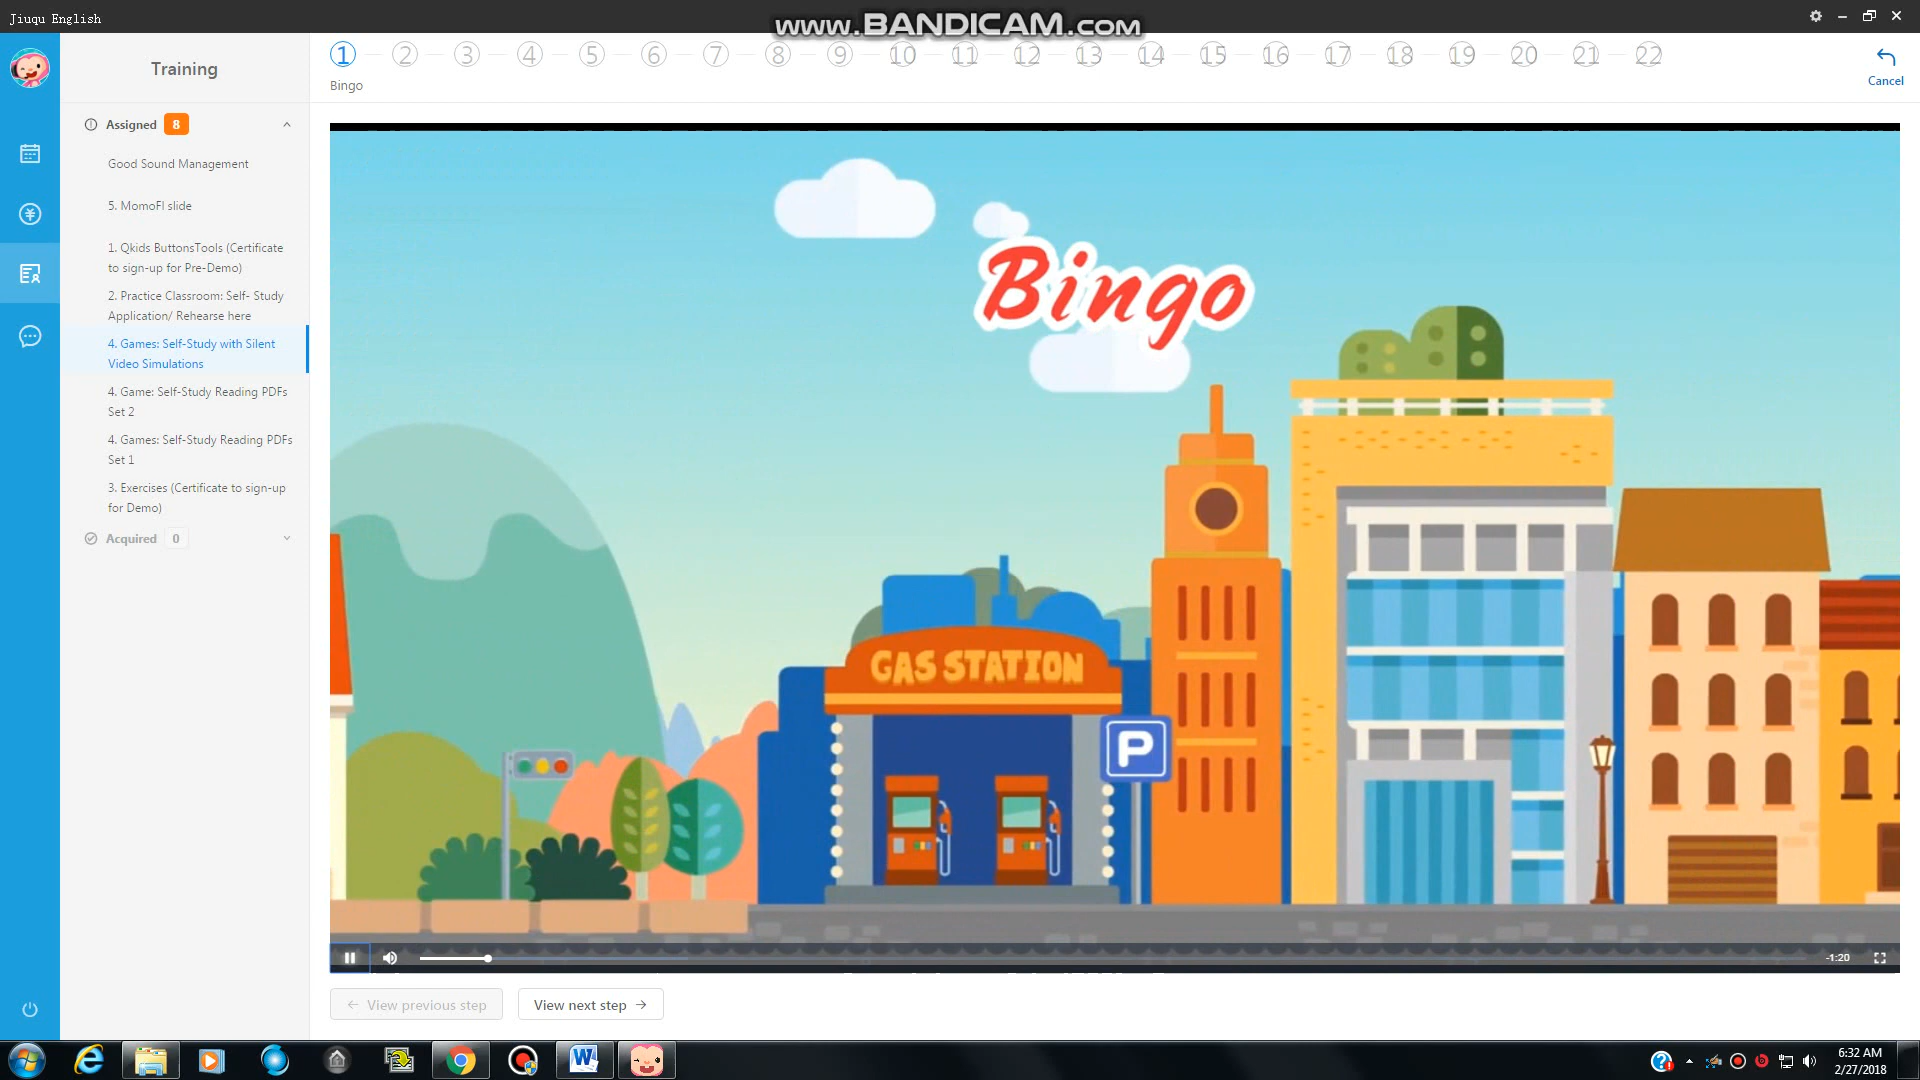 Jiuqu English
www.BANDICAM.com
Training
1 2 3 4 5 6 7 8 9 10 11 12 13 14 15 16 17 18 19 20 21 22
Bingo
Cancel
Assigned 8
Good Sound Management
5. MomoFl slide
1. Qkids ButtonsTools (Certificate
to sign-up for Pre-Demo)
2. Practice Classroom: Self- Study
Application/ Rehearse here
4. Games: Self-Study with Silent
Video Simulations
4. Game: Self-Study Reading PDFs
Set 2
4. Games: Self-Study Reading PDFs
Set 1
3. Exercises (Certificate to sign-up
for Demo)
Acquired 0
Bingo
GAS STATION
P
-1:20
← View previous step
View next step →
6:32 AM
2/27/2018